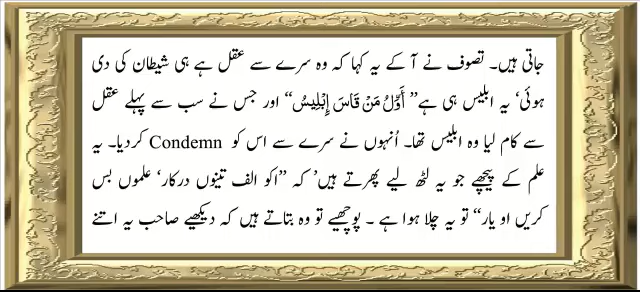 جاتی ہیں۔ تصوف نے آ کے یہ کہا کہ وہ سرے سے عقل ہے ہی شیطان کی دی
ہوئی‘ یہ ابلیس ہی ہے’’ أَوَّلُ مَنْ قَاسَ إِبْلِيسُ‘‘ اور جس نے سب سے پہلے عقل
سے کام لیا وہ ابلیس تھا۔ اُنہوں نے سرے سے اس کو Condemn کردیا۔ یہ
علم کے پیچھے جو یہ لٹھ لیے پھرتے ہیں’ کہ ’’اکو الف تینوں درکار‘ علموں بس
کریں او یار‘‘ تو یہ چلا ہوا ہے ۔ پوچھیے تو وہ بتاتے ہیں کہ دیکھیے صاحب یہ اتنے